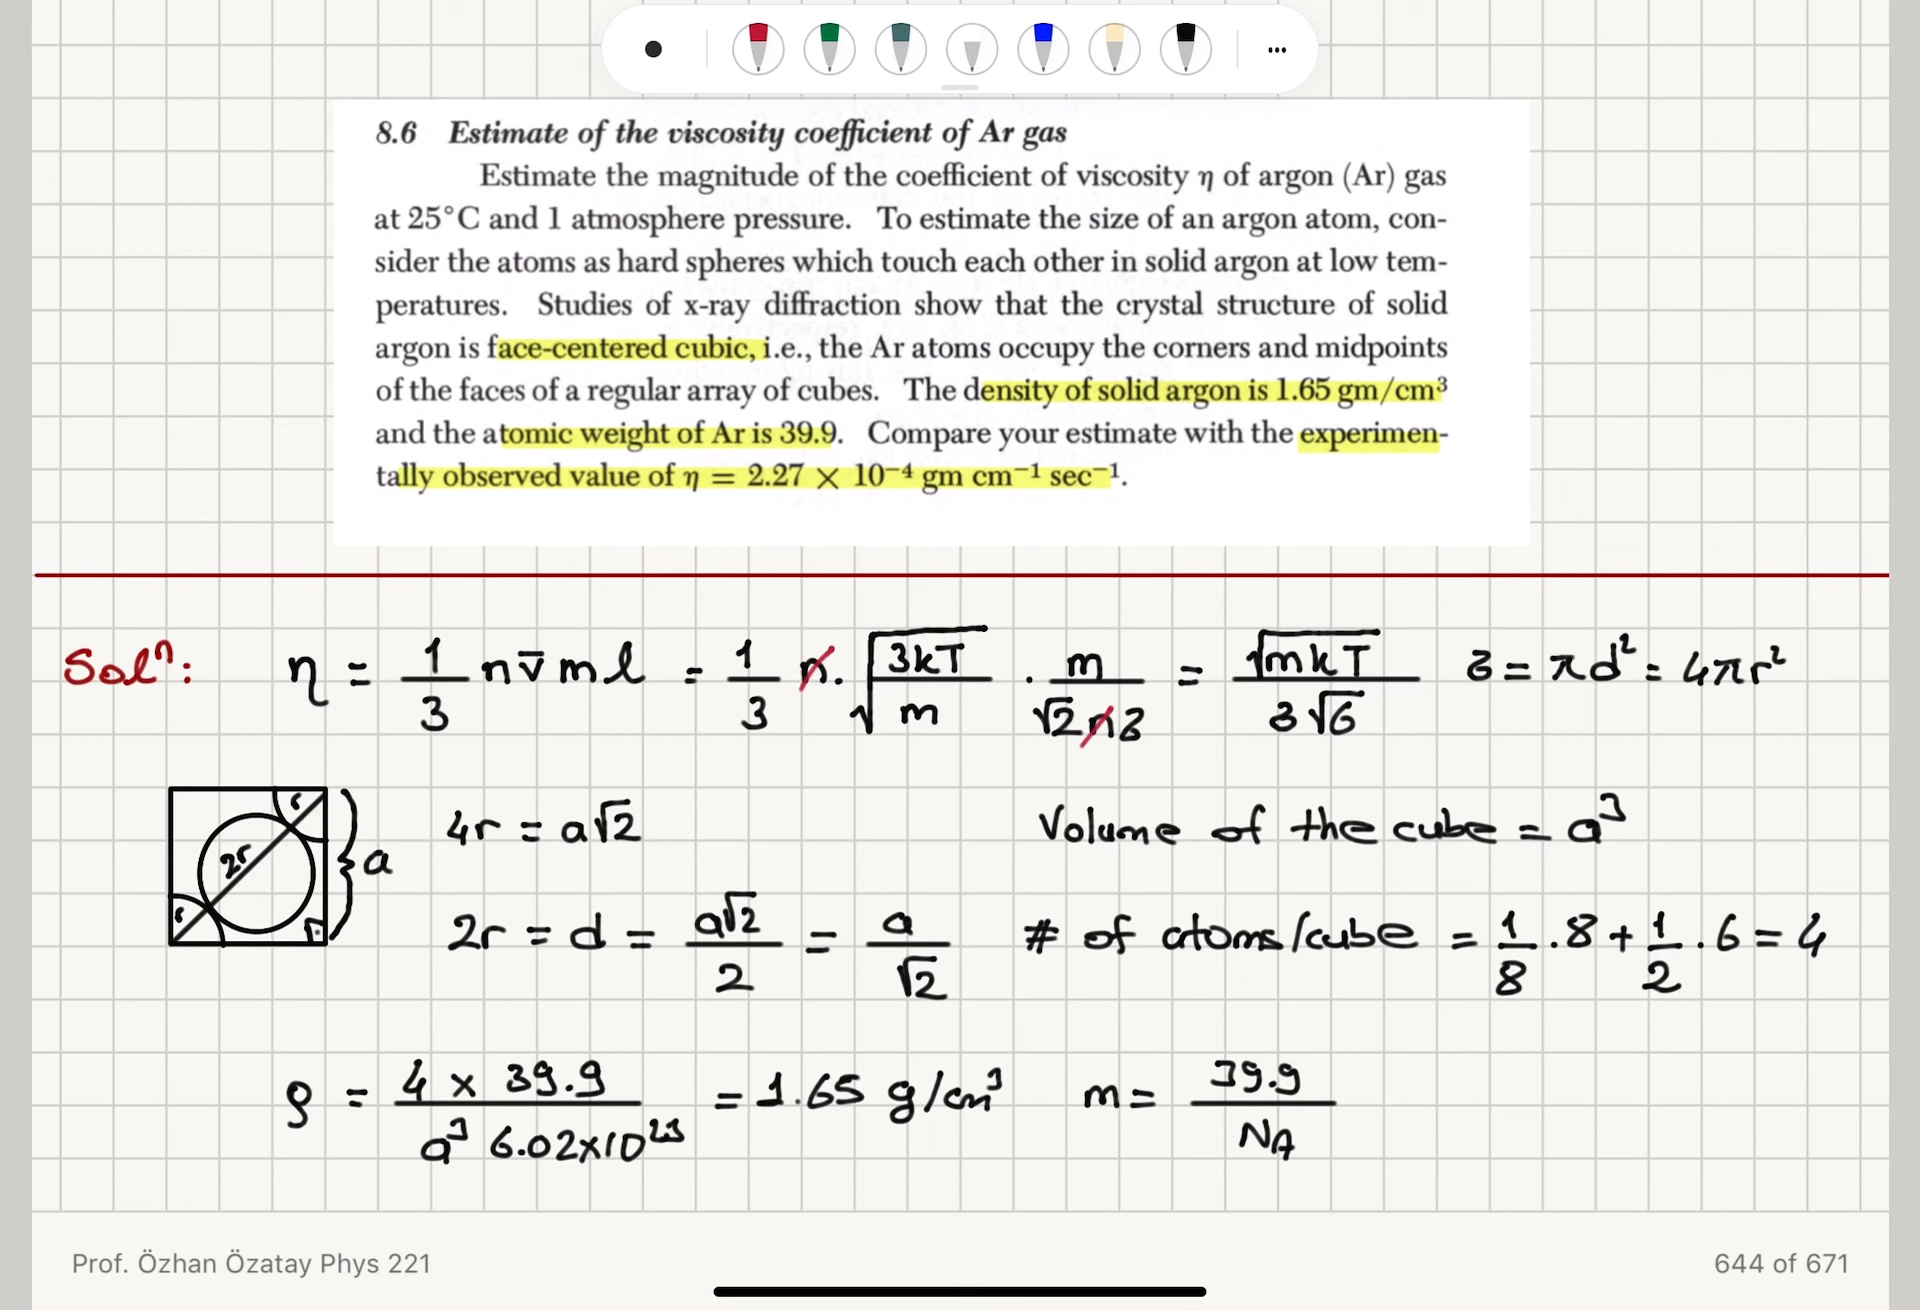 8.6 Estimate of the viscosity coefficient of Ar gas
Estimate the magnitude of the coefficient of viscosity η of argon (Ar) gas
at 25°C and 1 atmosphere pressure. To estimate the size of an argon atom, con-
sider the atoms as hard spheres which touch each other in solid argon at low tem-
peratures. Studies of x-ray diffraction show that the crystal structure of solid
argon is face-centered cubic, i.e., the Ar atoms occupy the corners and midpoints
of the faces of a regular array of cubes. The density of solid argon is 1.65 gm/cm³
and the atomic weight of Ar is 39.9. Compare your estimate with the experimen-
tally observed value of η = 2.27 × 10⁻⁴ gm cm⁻¹ sec⁻¹.
Solⁿ: η = 1/3 n v̄ m l = 1/3 n. √(3kT/m) . m/(√2 n σ) = √(mkT)/(σ√6) σ = πd² = 4πr²
r 2r r a 4r = a√2 Volume of the cube = a³
2r = d = a√2/2 = a/√2 # of atoms/cube = 1/8 . 8 + 1/2 . 6 = 4
ρ = (4 x 39.9)/(a³ 6.02x10²³) = 1.65 g/cm³ m = 39.9/NA
Prof. Özhan Özatay Phys 221
644 of 671